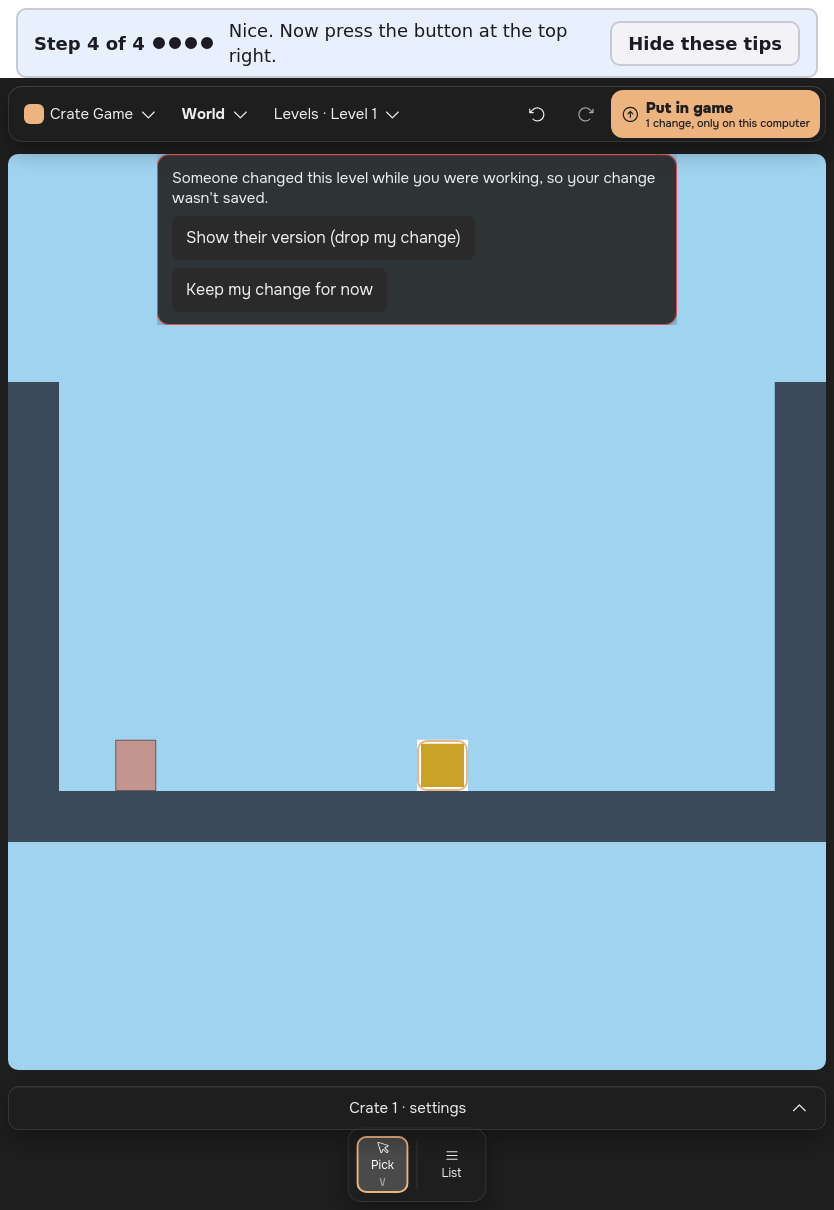 Step 4 of 4
Nice. Now press the button at the top
right.
Hide these tips
Crate Game
World
Levels · Level 1
Put in game
1 change, only on this computer
Someone changed this level while you were working, so your change
wasn't saved.
Show their version (drop my change)
Keep my change for now
Crate 1 · settings
Pick
V
List